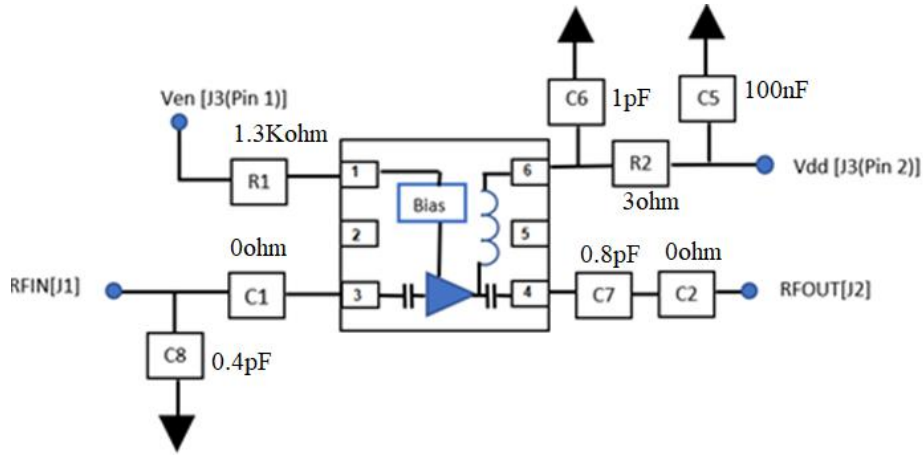 C6
1pF
C5
100nF
Ven [J3(Pin 1)]
1.3Kohm
R1
1
6
R2
Vdd [J3(Pin 2)]
3ohm
Bias
2
5
0ohm
0.8pF
0ohm
RFIN[J1]
C1
3
4
C7
C2
RFOUT[J2]
C8
0.4pF